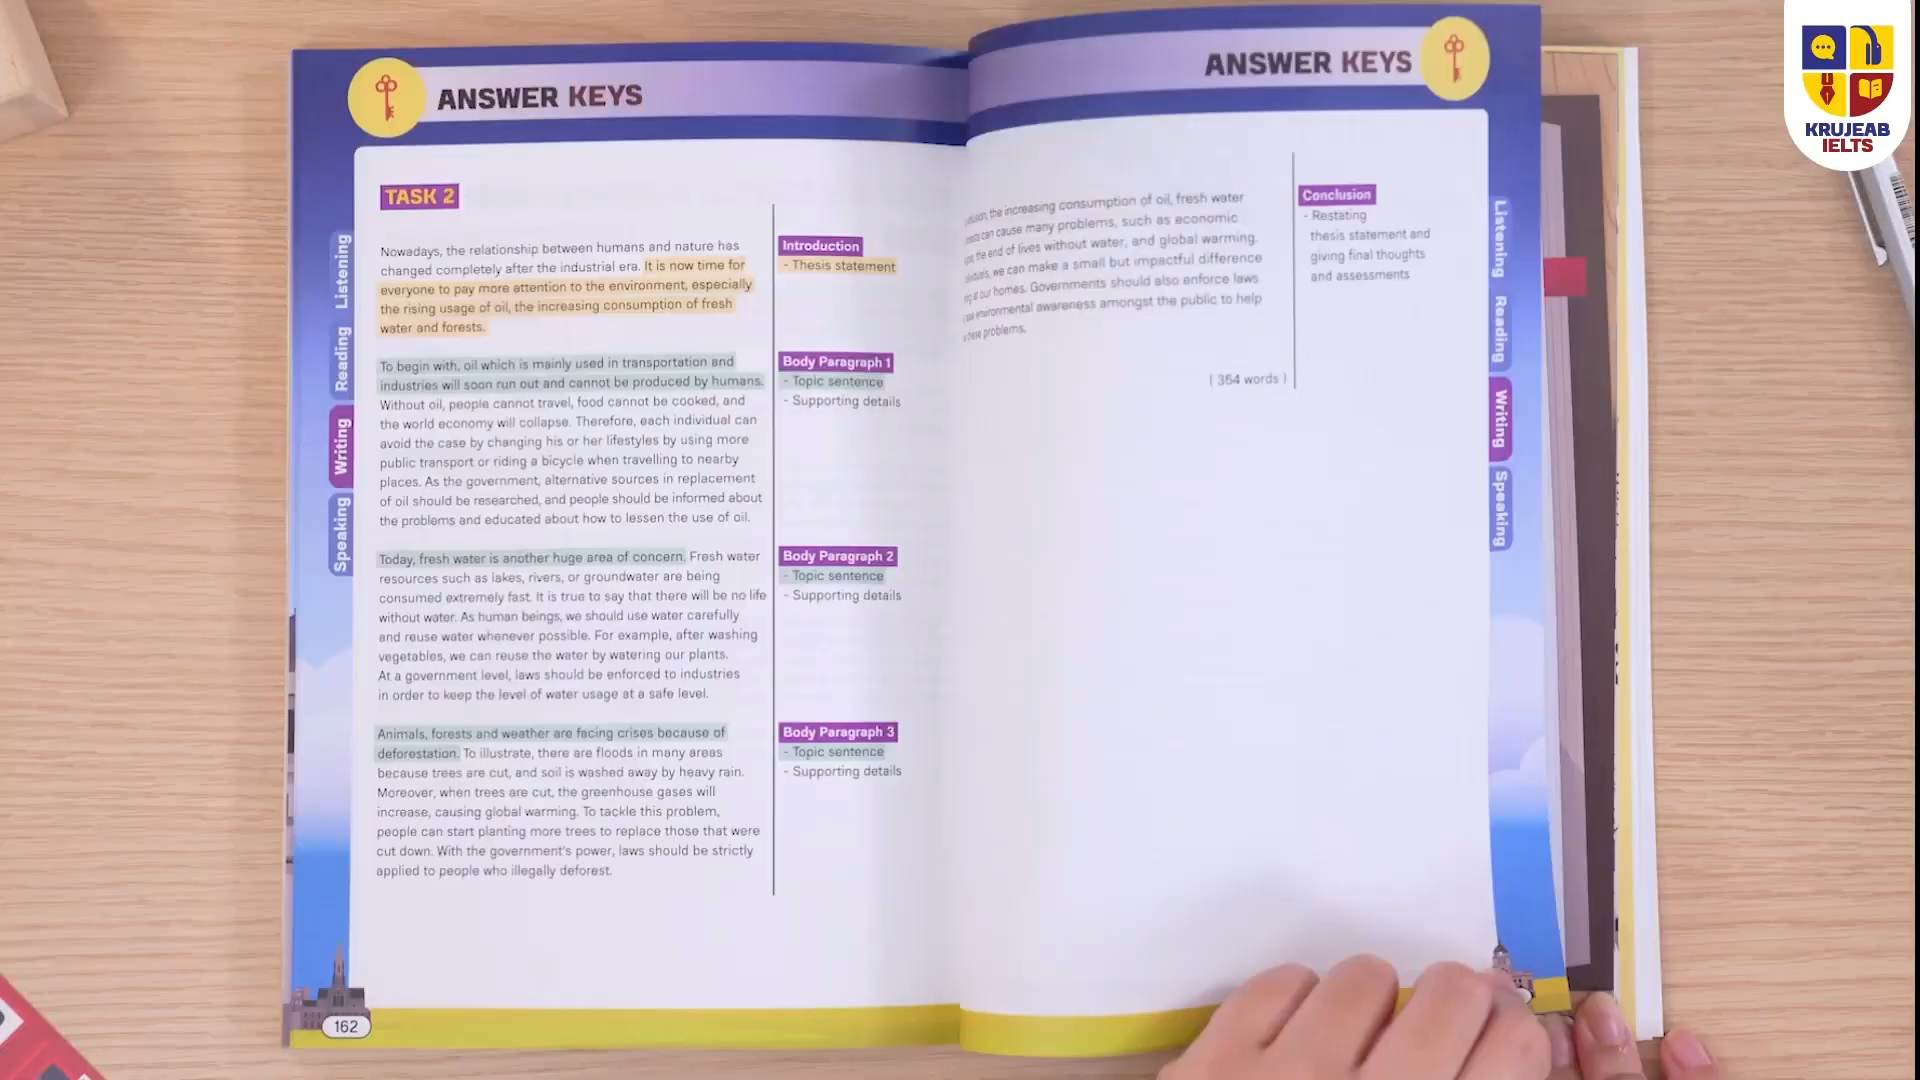 ANSWER KEYS
TASK 2
Nowadays, the relationship between humans and nature has
changed completely after the industrial era. It is now time for
everyone to pay more attention to the environment, especially
the rising usage of oil, the increasing consumption of fresh
water and forests.
Introduction
- Thesis statement
To begin with, oil which is mainly used in transportation and
industries will soon run out and cannot be produced by humans.
Without oil, people cannot travel, food cannot be cooked, and
the world economy will collapse. Therefore, each individual can
avoid the case by changing his or her lifestyles by using more
public transport or riding a bicycle when travelling to nearby
places. As the government, alternative sources in replacement
of oil should be researched, and people should be informed about
the problems and educated about how to lessen the use of oil.
Body Paragraph 1
- Topic sentence
- Supporting details
Today, fresh water is another huge area of concern. Fresh water
resources such as lakes, rivers, or groundwater are being
consumed extremely fast. It is true to say that there will be no life
without water. As human beings, we should use water carefully
and reuse water whenever possible. For example, after washing
vegetables, we can reuse the water by watering our plants.
At a government level, laws should be enforced to industries
in order to keep the level of water usage at a safe level.
Body Paragraph 2
- Topic sentence
- Supporting details
Animals, forests and weather are facing crises because of
deforestation. To illustrate, there are floods in many areas
because trees are cut, and soil is washed away by heavy rain.
Moreover, when trees are cut, the greenhouse gases will
increase, causing global warming. To tackle this problem,
people can start planting more trees to replace those that were
cut down. With the government's power, laws should be strictly
applied to people who illegally deforest.
Body Paragraph 3
- Topic sentence
- Supporting details
Listening
Reading
Writing
Speaking
162
ANSWER KEYS
the increasing consumption of oil, fresh water
can cause many problems, such as economic
the end of lives without water, and global warming.
we can make a small but impactful difference
at our homes. Governments should also enforce laws
environmental awareness amongst the public to help
these problems.
( 354 words )
Conclusion
- Restating
thesis statement and
giving final thoughts
and assessments
Listening
Reading
Writing
Speaking
KRUJEAB
IELTS